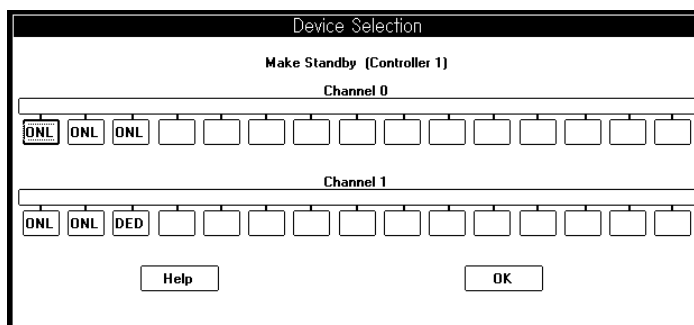 Device Selection
Make Standby (Controller 1)
Channel 0
ONL ONL ONL
Channel 1
ONL ONL DED
Help OK